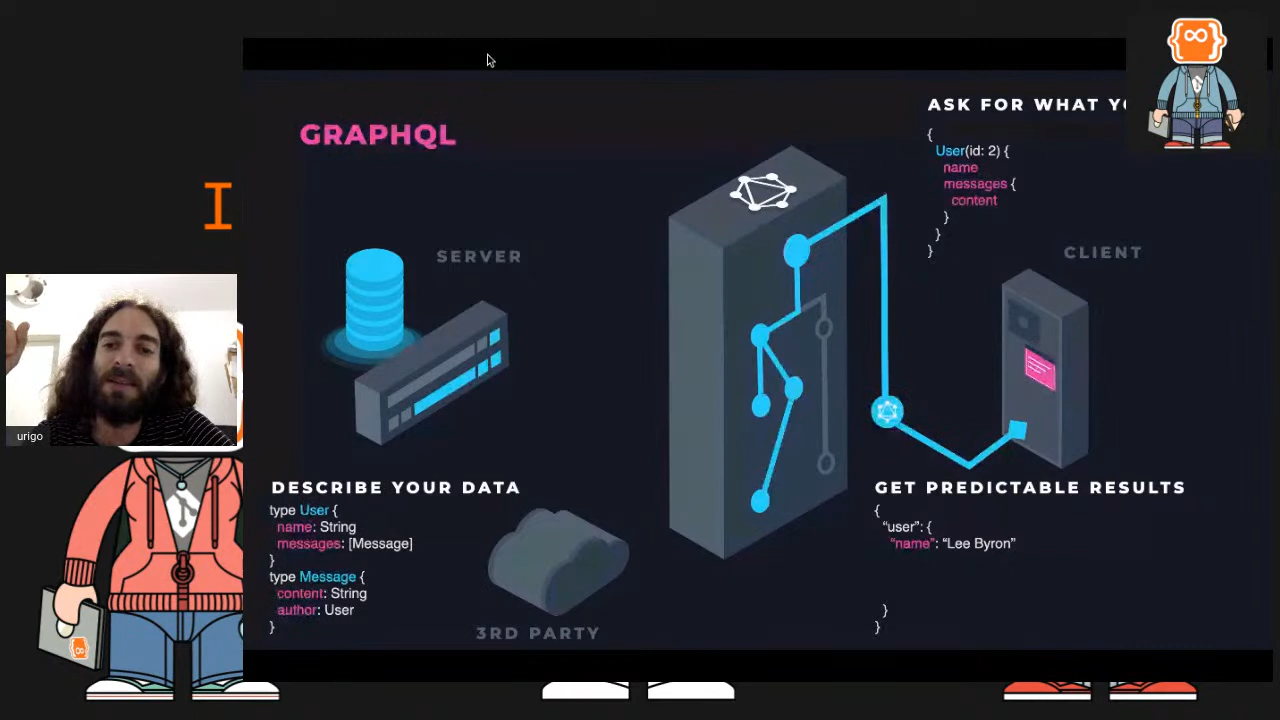 I
GRAPHQL
SERVER
DESCRIBE YOUR DATA
type User {
name: String
messages: [Message]
}
type Message {
content: String
author: User
}
3RD PARTY
ASK FOR WHAT
{
User(id: 2) {
name
messages {
content
}
}
}
CLIENT
GET PREDICTABLE RESULTS
{
“user”: {
“name”: “Lee Byron”
}
}
urigo